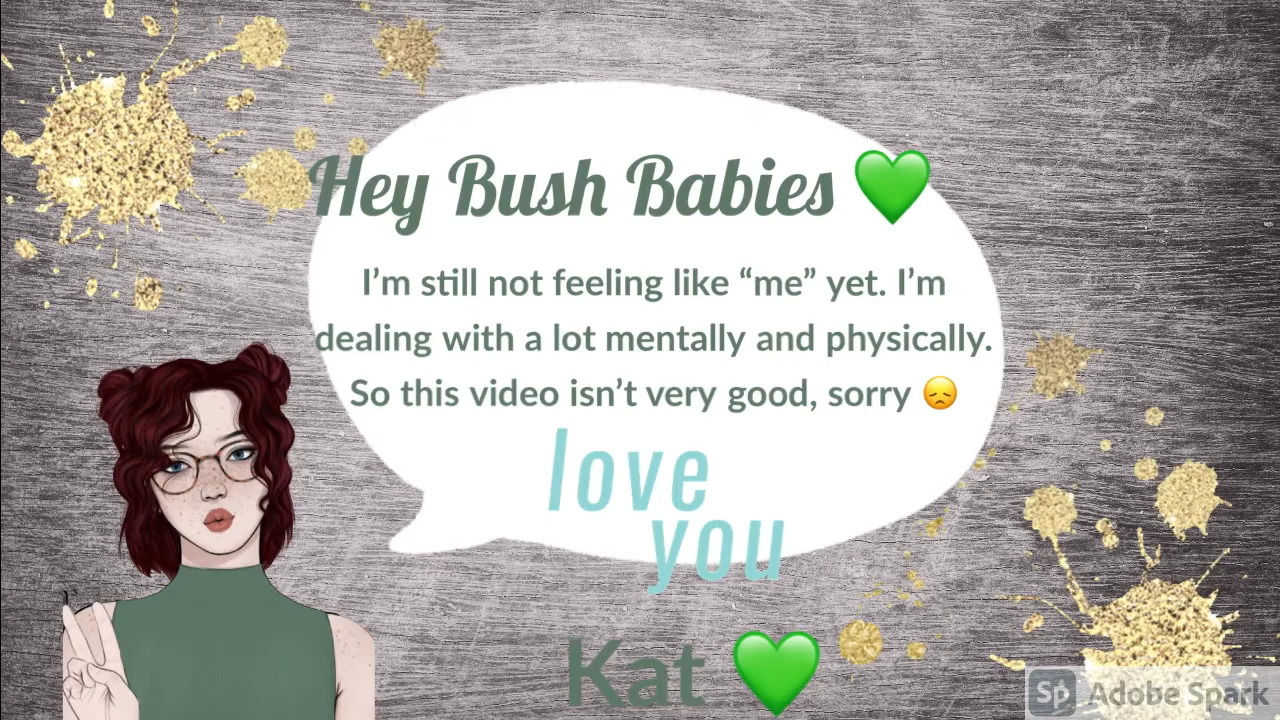 Hey Bush Babies 💚
I'm still not feeling like “me” yet. I'm
dealing with a lot mentally and physically.
So this video isn't very good, sorry 😞
love
you
Kat 💚
Sp Adobe Spark